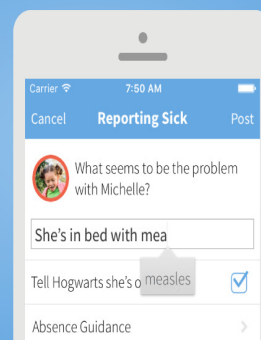 Carrier 7:50 AM
Cancel Reporting Sick Post
What seems to be the problem
with Michelle?
She's in bed with mea
Tell Hogwarts she's o
measles
Absence Guidance